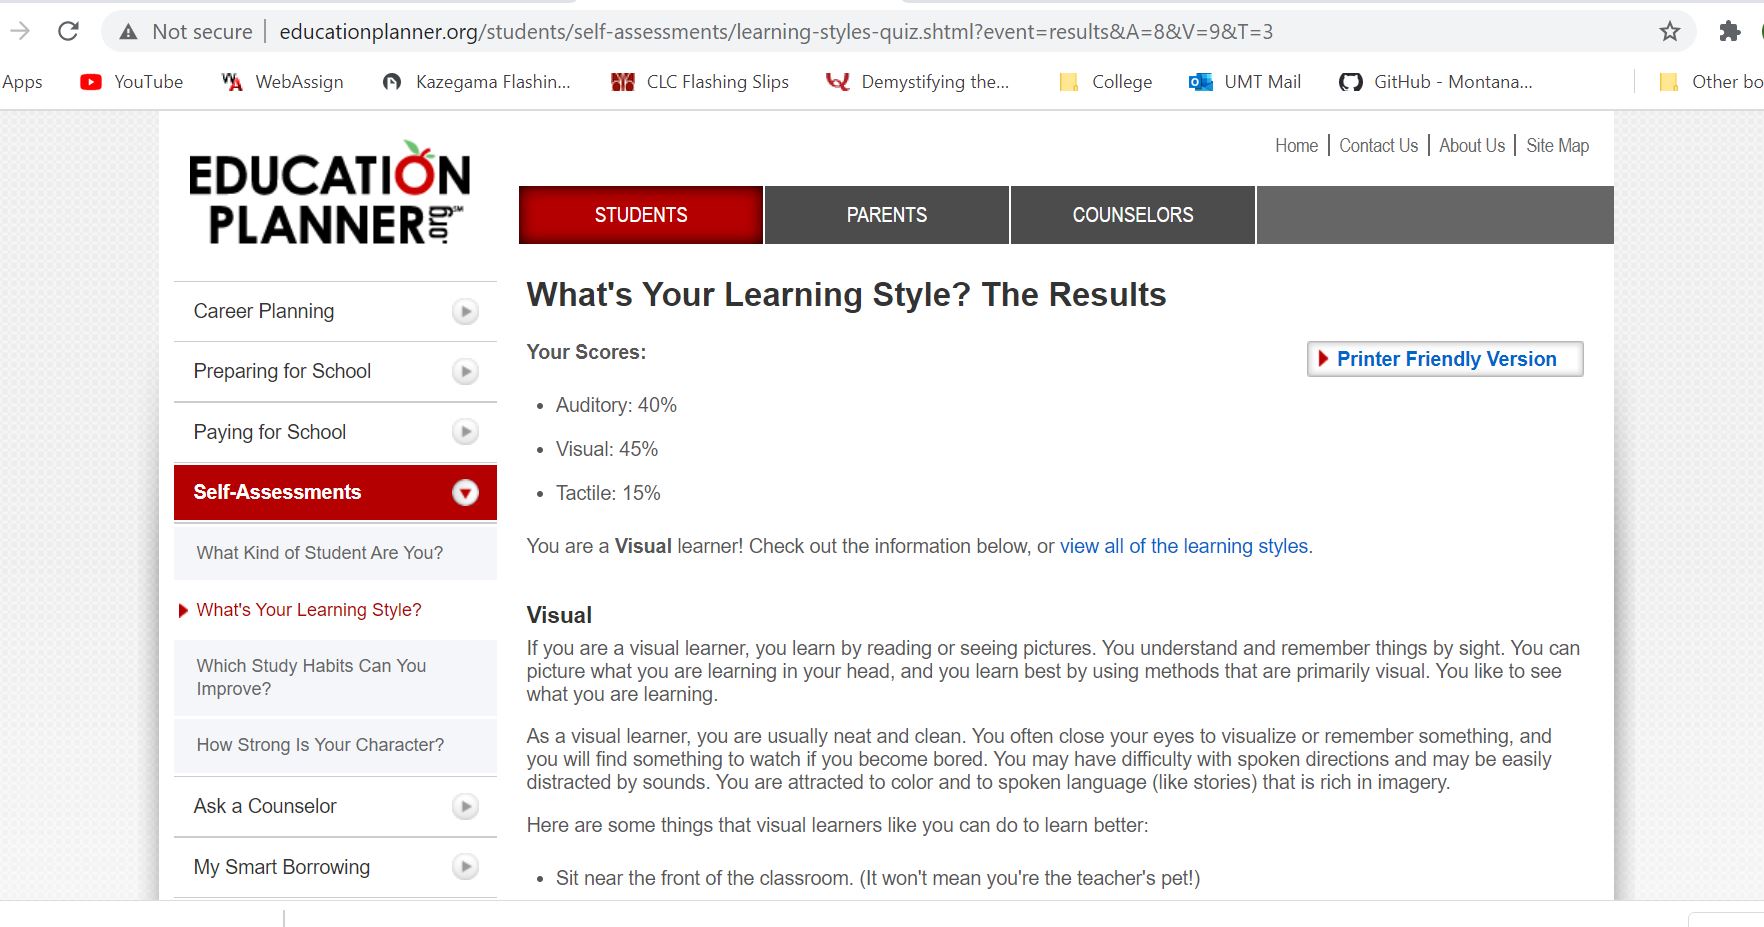 Not secure educationplanner.org/students/self-assessments/learning-styles-quiz.shtml?event=results&A=8&V=9&T=3
Apps YouTube WebAssign Kazegama Flashin... CLC Flashing Slips Demystifying the... College UMT Mail GitHub - Montana... Other bo
EDUCATION
PLANNER.org SM
Home Contact Us About Us Site Map
STUDENTS PARENTS COUNSELORS
Career Planning
Preparing for School
Paying for School
Self-Assessments
What Kind of Student Are You?
What's Your Learning Style?
Which Study Habits Can You
Improve?
How Strong Is Your Character?
Ask a Counselor
My Smart Borrowing
What's Your Learning Style? The Results
Your Scores:
Printer Friendly Version
• Auditory: 40%
• Visual: 45%
• Tactile: 15%
You are a Visual learner! Check out the information below, or view all of the learning styles.
Visual
If you are a visual learner, you learn by reading or seeing pictures. You understand and remember things by sight. You can
picture what you are learning in your head, and you learn best by using methods that are primarily visual. You like to see
what you are learning.
As a visual learner, you are usually neat and clean. You often close your eyes to visualize or remember something, and
you will find something to watch if you become bored. You may have difficulty with spoken directions and may be easily
distracted by sounds. You are attracted to color and to spoken language (like stories) that is rich in imagery.
Here are some things that visual learners like you can do to learn better:
• Sit near the front of the classroom. (It won't mean you're the teacher's pet!)